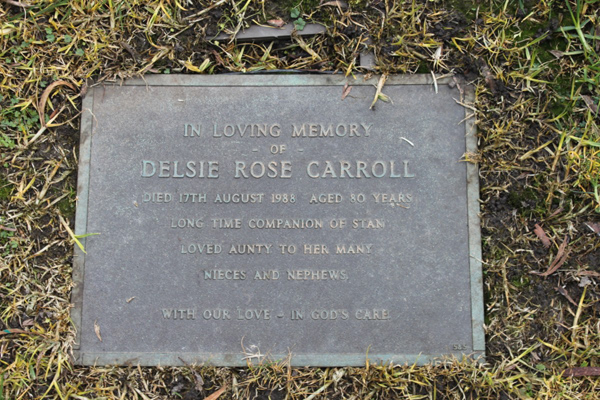 IN LOVING MEMORY
- OF -
DELSIE ROSE CARROLL
DIED 17TH AUGUST 1988 AGED 80 YEARS
LONG TIME COMPANION OF STAN
LOVED AUNTY TO HER MANY
NIECES AND NEPHEWS.
WITH OUR LOVE - IN GOD'S CARE.